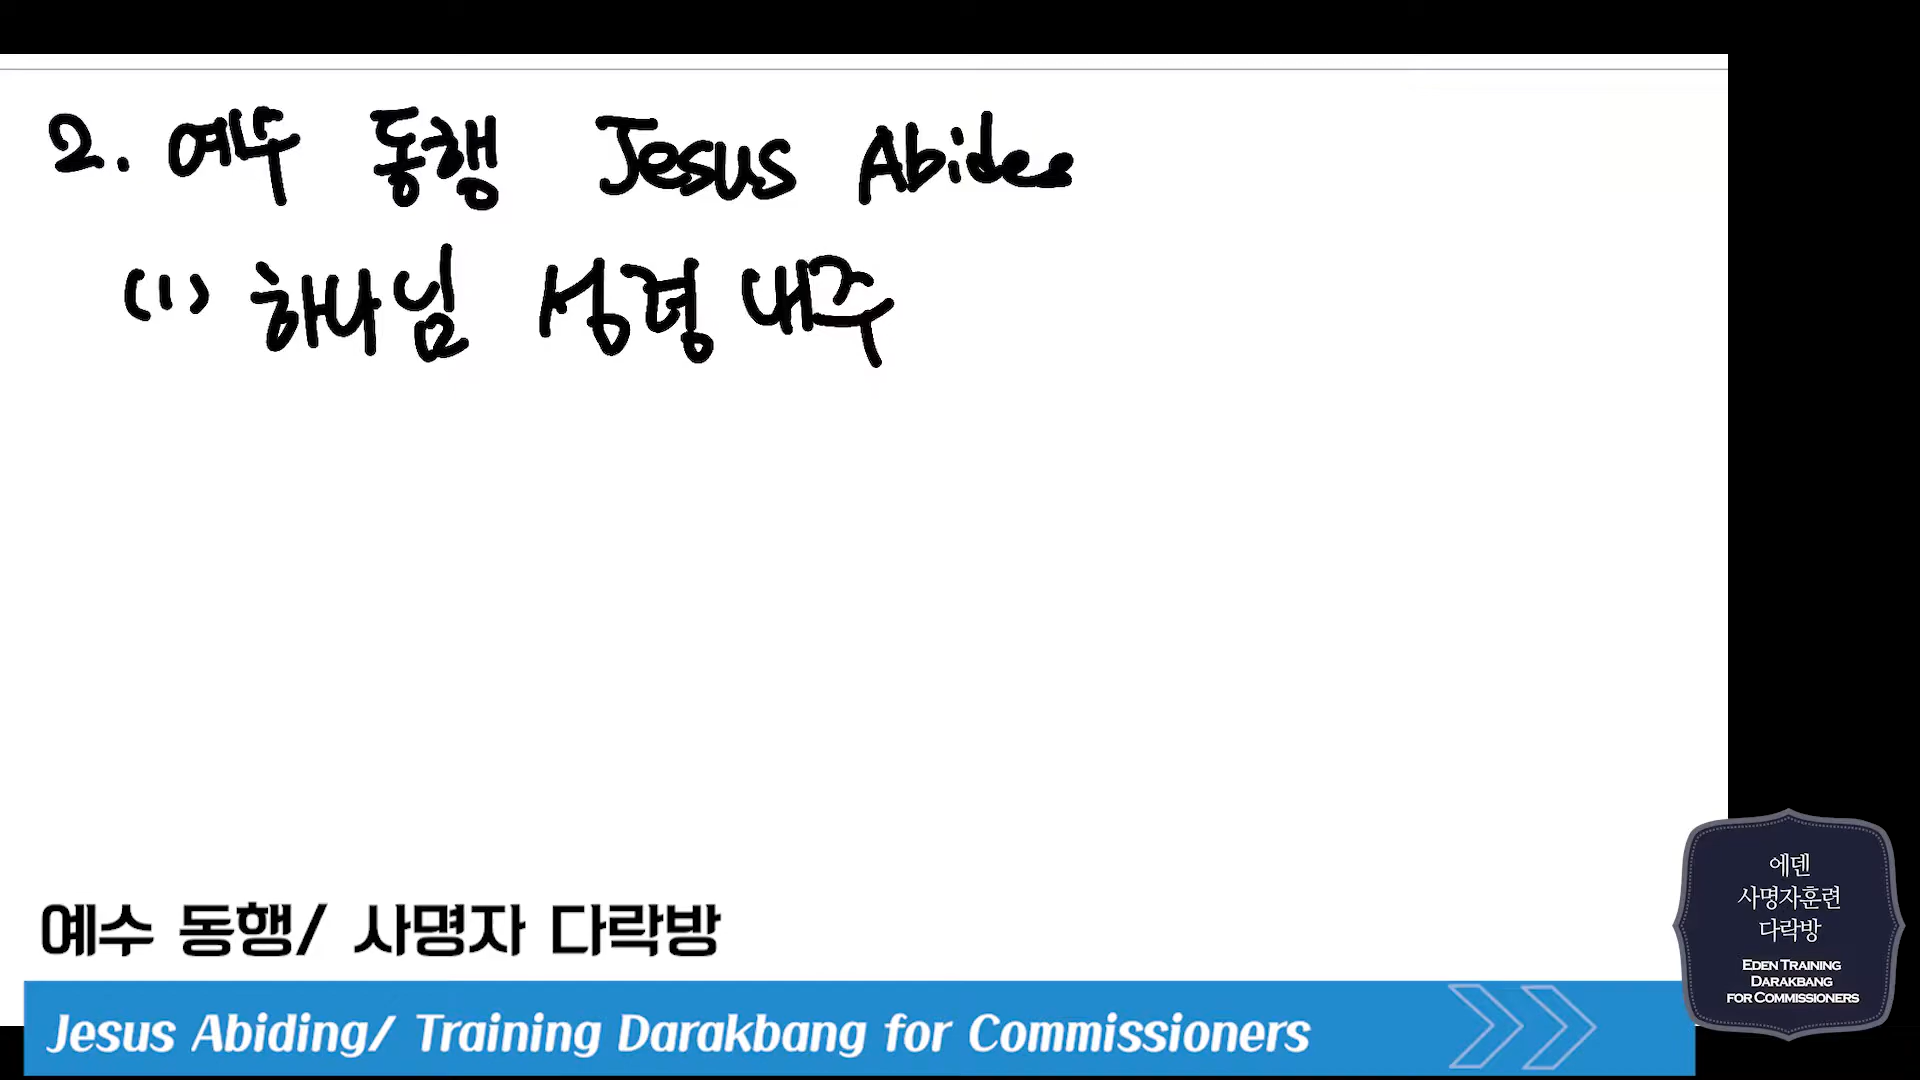 2. 예수 동행 Jesus Abides
(1) 하나님 성령 내주
예수 동행/ 사명자 다락방
Jesus Abiding/ Training Darakbang for Commissioners
에덴
사명자훈련
다락방
EDEN TRAINING
DARAKBANG
FOR COMMISSIONERS